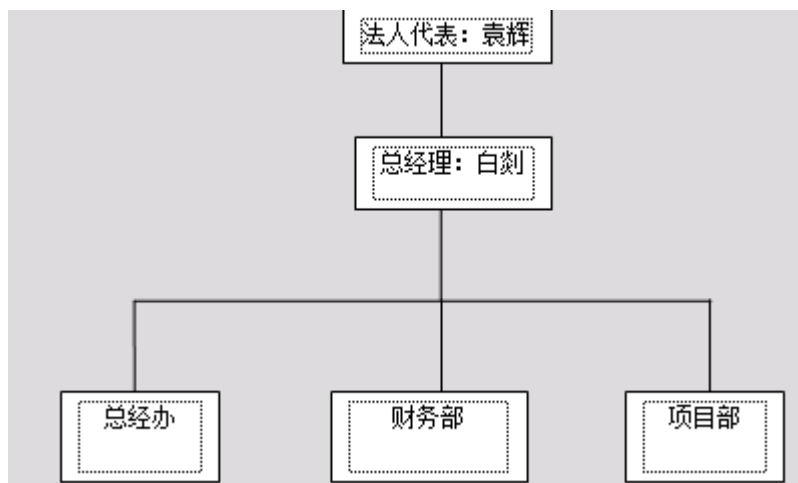 法人代表：袁辉
总经理：白剡
总经办
财务部
项目部